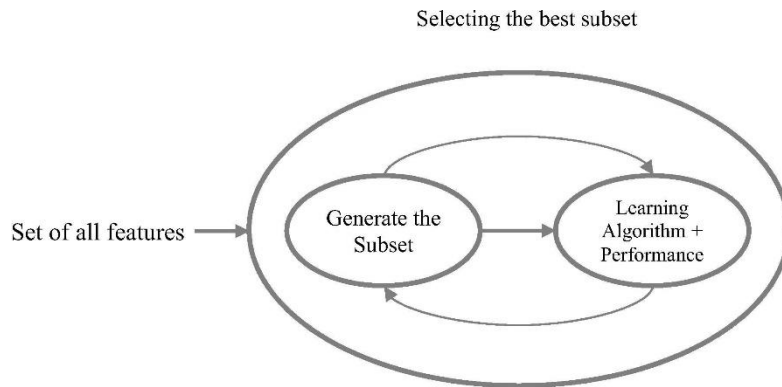 Selecting the best subset
Set of all features
Generate the
Subset
Learning
Algorithm +
Performance